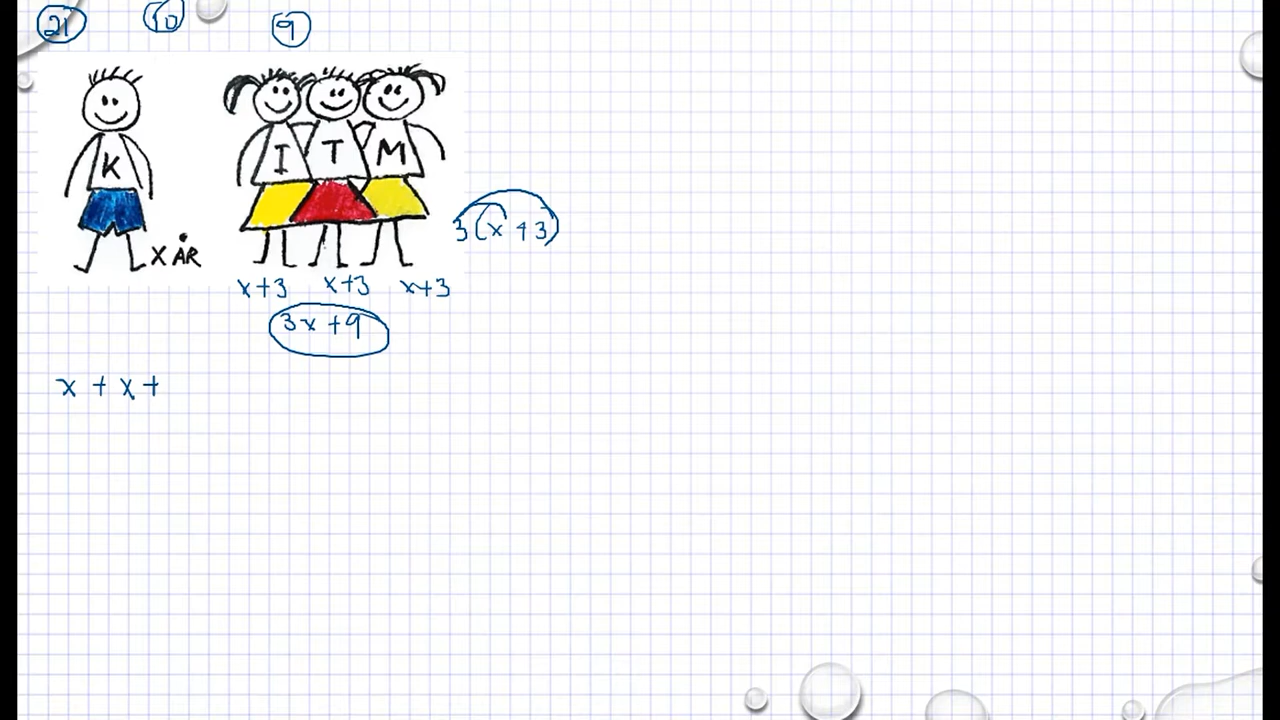 21 10 9
K I T M
X ÅR
3(x+3)
x+3 x+3 x+3
3x+9
x + x +